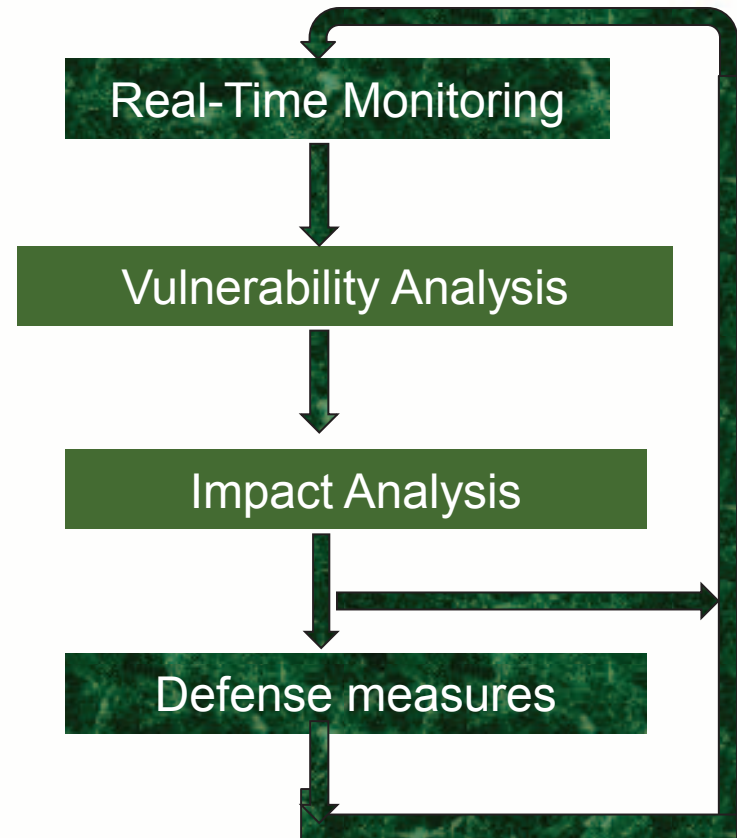 Real-Time Monitoring
Vulnerability Analysis
Impact Analysis
Defense measures